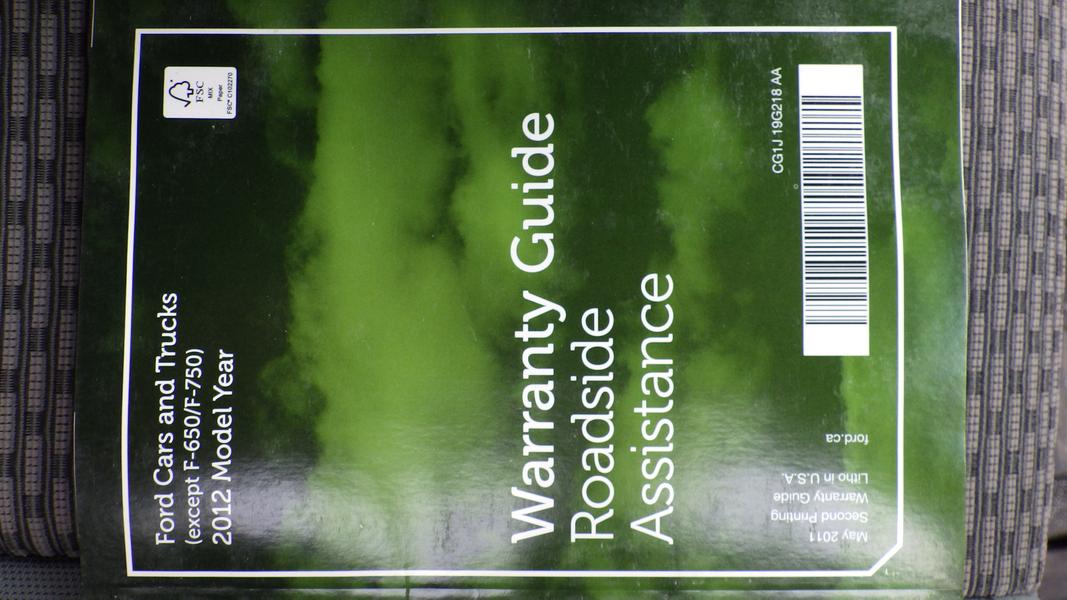 Ford Cars and Trucks
(except F-650/F-750)
2012 Model Year
FSC
MIX
Paper
FSC® C102270
Warranty Guide
Roadside
Assistance
CG1J 19G218 AA
May 2011
Second Printing
Warranty Guide
Litho in U.S.A.
ford.ca